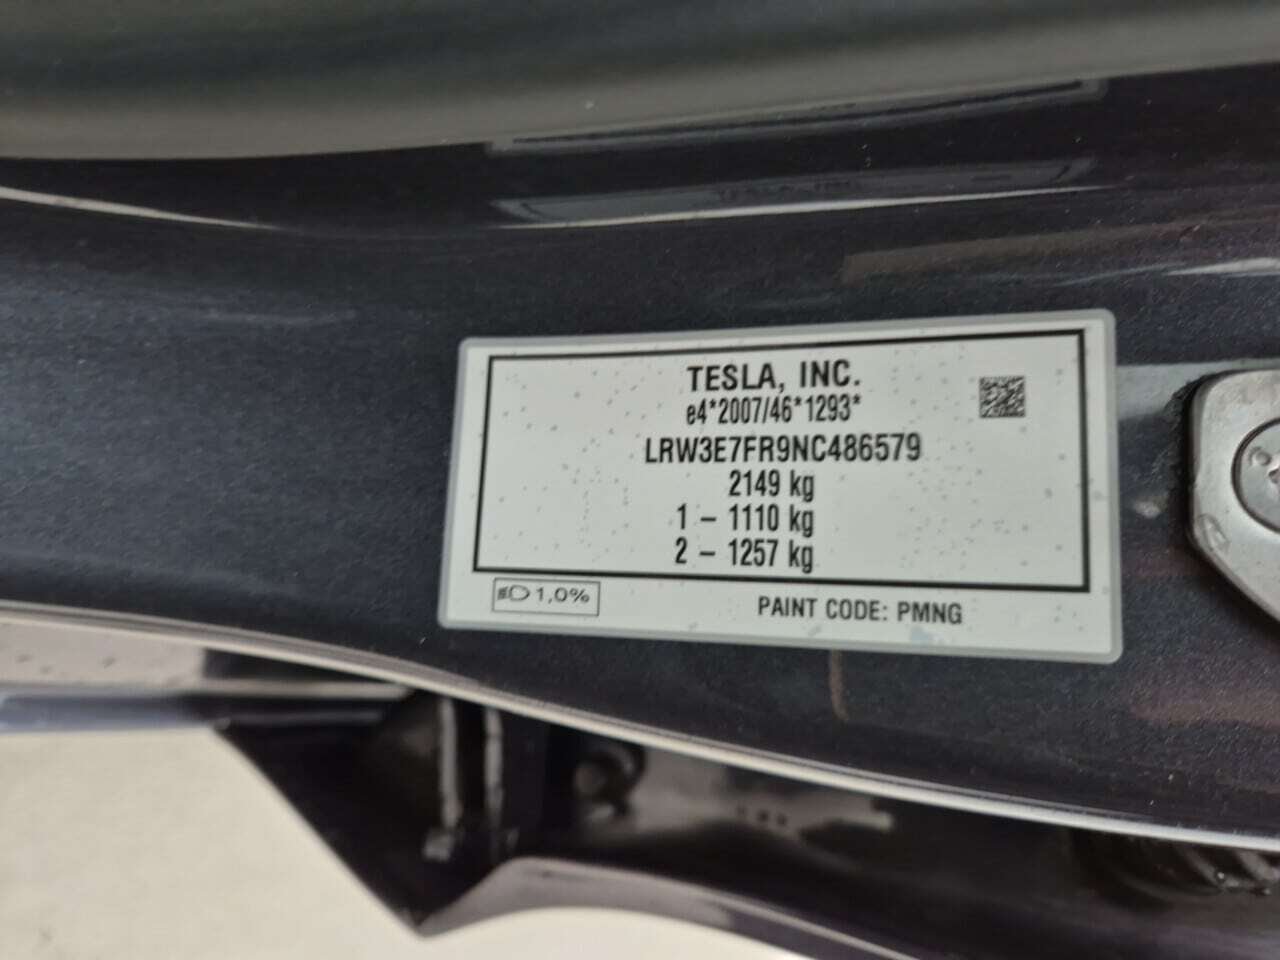 TESLA, INC.
e4*2007/46*1293*
LRW3E7FR9NC486579
2149 kg
1 – 1110 kg
2 – 1257 kg
1,0%
PAINT CODE: PMNG